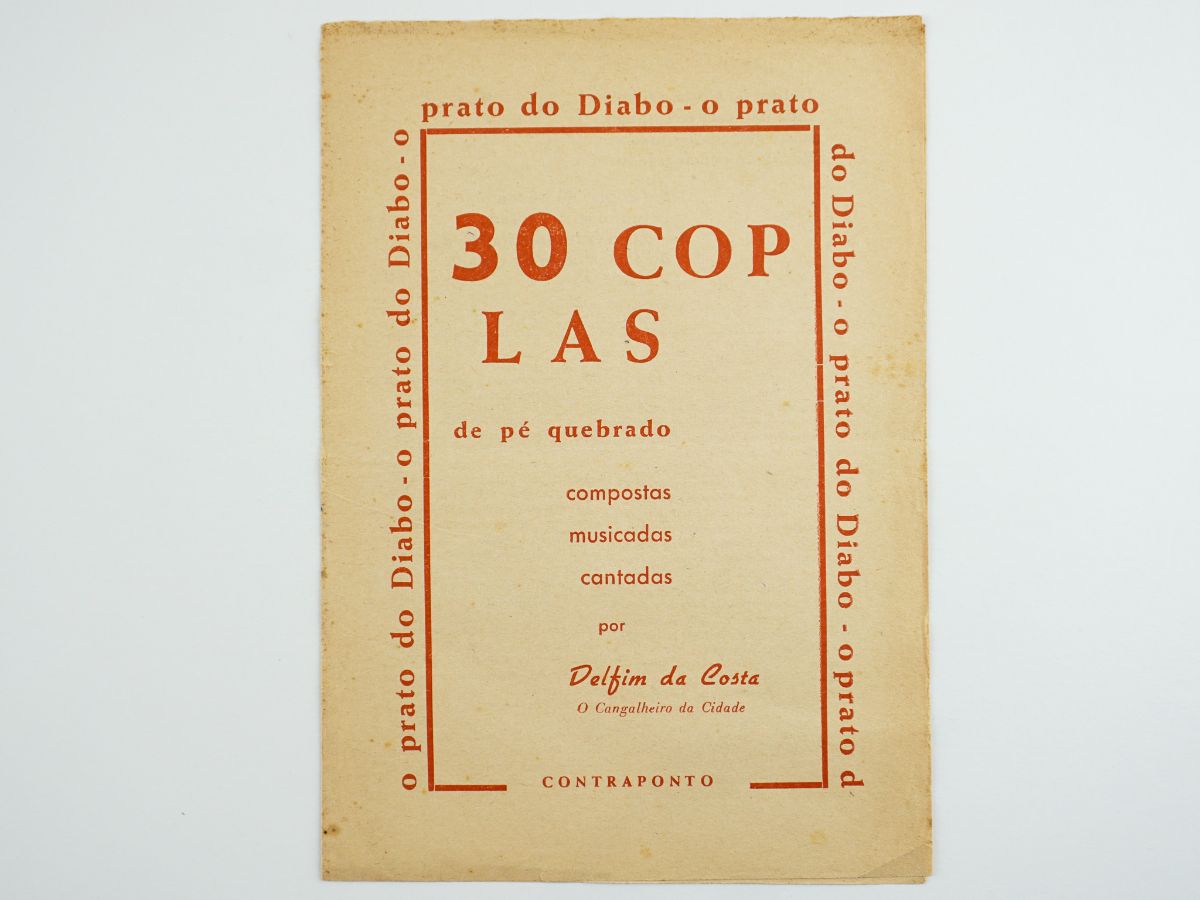 prato do Diabo - o prato
o prato do Diabo - o prato do Diabo - o
do Diabo - o prato do Diabo - o prato d
30 COP
LAS
de pé quebrado
compostas
musicadas
cantadas
por
Delfim da Costa
O Cangalheiro da Cidade
CONTRAPONTO